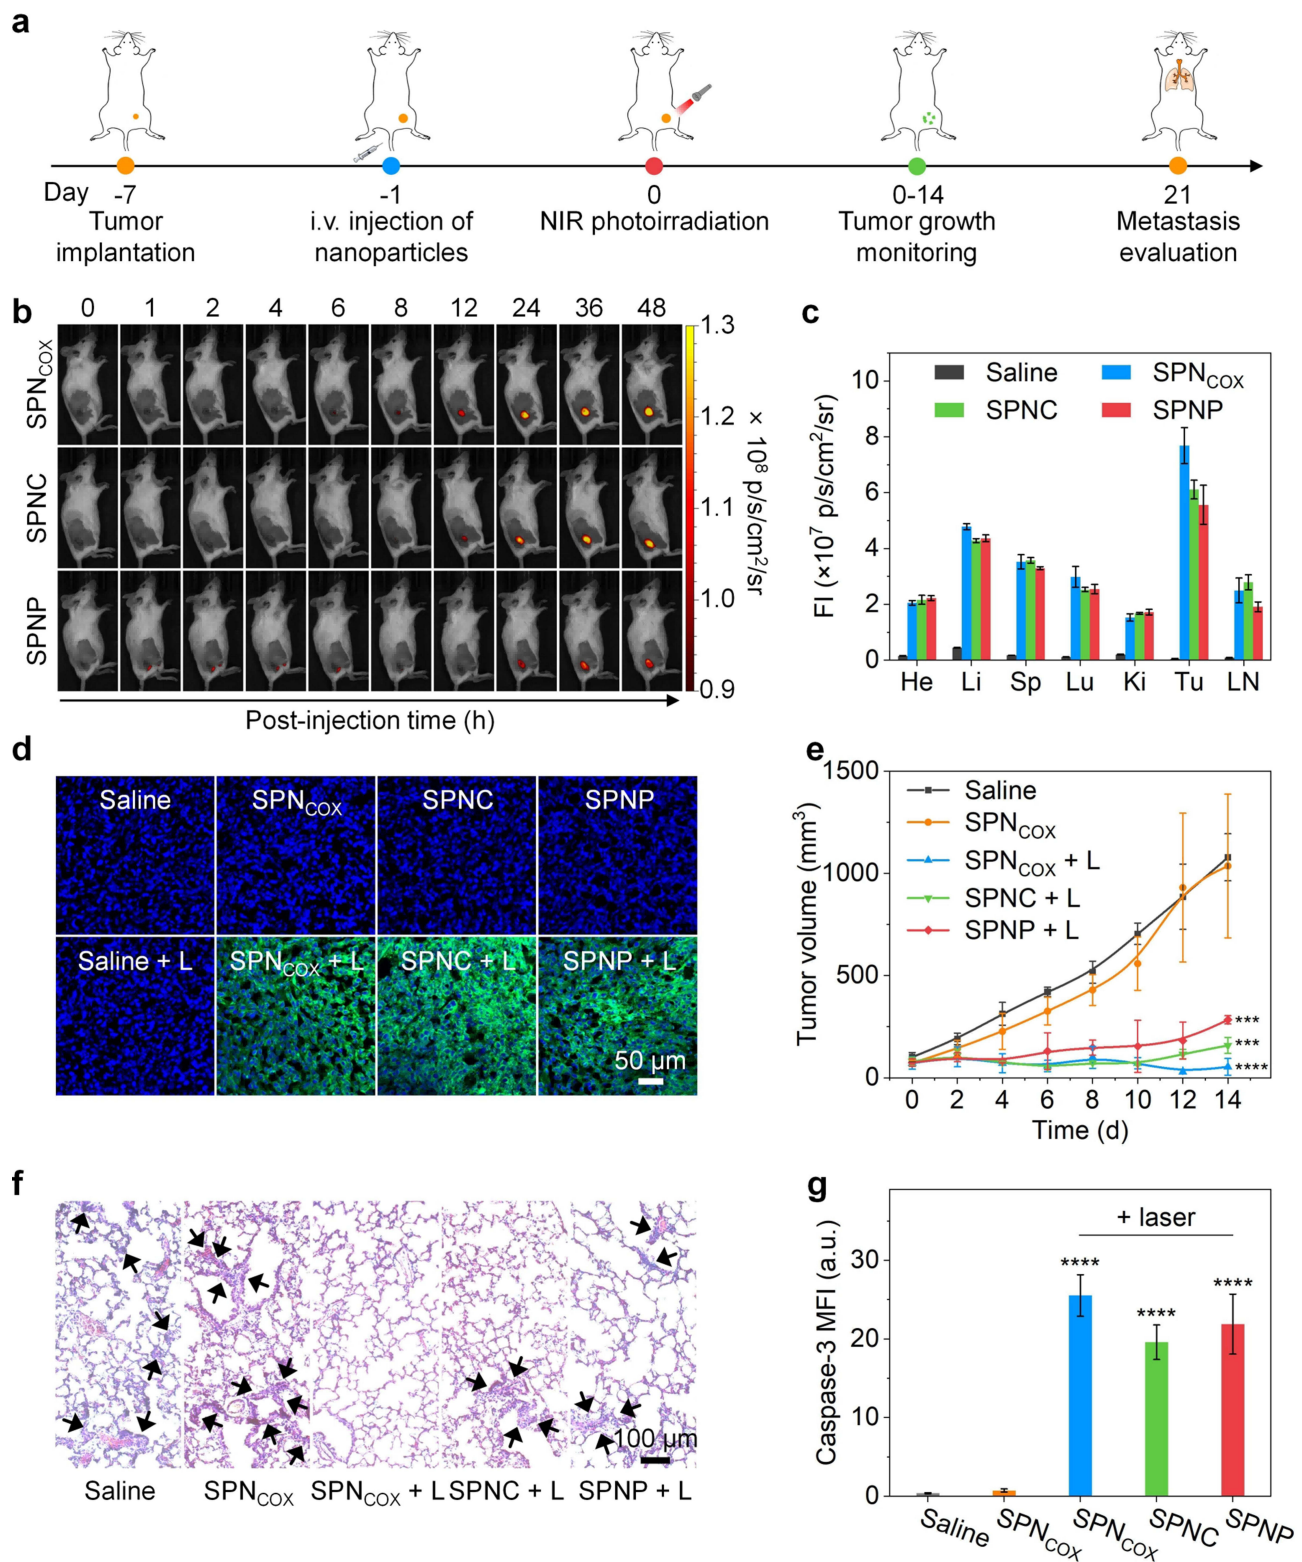 a
Day -7 -1 0 0-14 21
Tumor implantation
i.v. injection of nanoparticles
NIR photoirradiation
Tumor growth monitoring
Metastasis evaluation
b
0 1 2 4 6 8 12 24 36 48
SPNCOX
SPNC
SPNP
1.3
1.2
1.1
1.0
0.9
× 10⁸ p/s/cm²/sr
Post-injection time (h)
c
Saline
SPNCOX
SPNC
SPNP
FI (×10⁷ p/s/cm²/sr)
10
8
6
4
2
0
He Li Sp Lu Ki Tu LN
d
Saline SPNCOX SPNC SPNP
Saline + L SPNCOX + L SPNC + L SPNP + L
50 μm
e
Saline
SPNCOX
SPNCOX + L
SPNC + L
SPNP + L
Tumor volume (mm³)
1500
1000
500
0
***
***
****
0 2 4 6 8 10 12 14
Time (d)
f
100 μm
Saline SPNCOX SPNCOX + L SPNC + L SPNP + L
g
+ laser
**** **** ****
Caspase-3 MFI (a.u.)
30
20
10
0
Saline SPNCOX SPNCOX SPNC SPNP